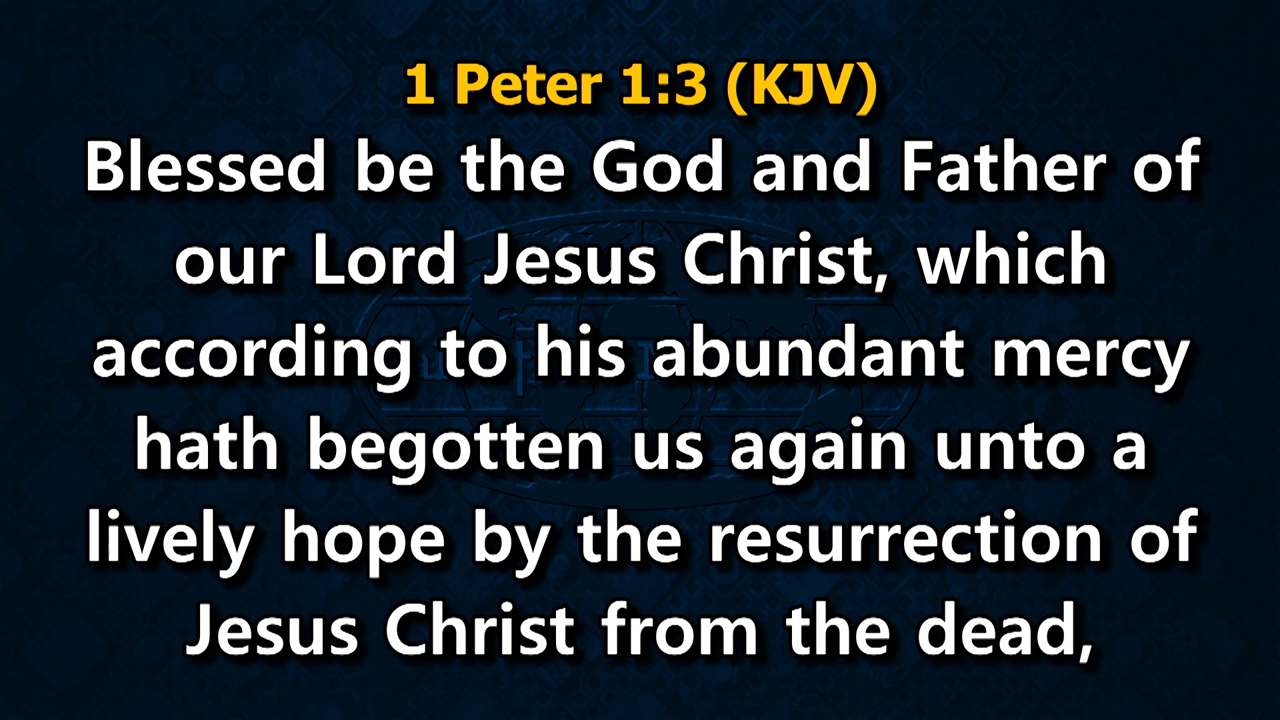 1 Peter 1:3 (KJV)
Blessed be the God and Father of
our Lord Jesus Christ, which
according to his abundant mercy
hath begotten us again unto a
lively hope by the resurrection of
Jesus Christ from the dead,